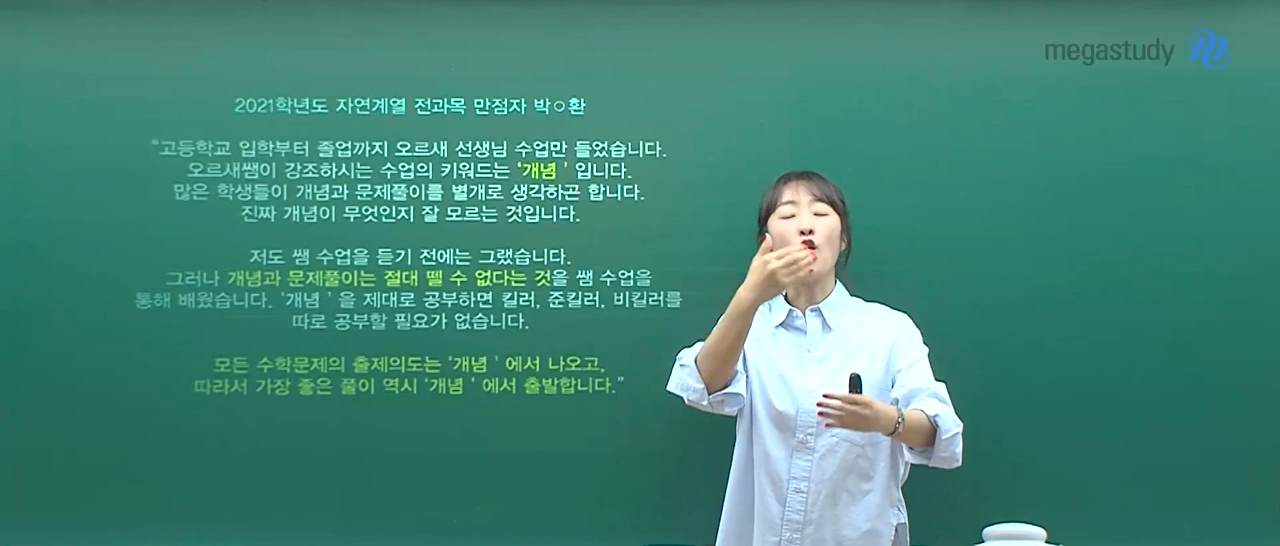 megastudy
2021학년도 자연계열 전과목 만점자 박○환
“고등학교 입학부터 졸업까지 오르새 선생님 수업만 들었습니다.
오르새쌤이 강조하시는 수업의 키워드는 ‘개념 ’ 입니다.
많은 학생들이 개념과 문제풀이를 별개로 생각하곤 합니다.
진짜 개념이 무엇인지 잘 모르는 것입니다.
저도 쌤 수업을 듣기 전에는 그랬습니다.
그러나 개념과 문제풀이는 절대 뗄 수 없다는 것을 쌤 수업을
통해 배웠습니다. ‘개념 ’ 을 제대로 공부하면 킬러, 준킬러, 비킬러를
따로 공부할 필요가 없습니다.
모든 수학문제의 출제의도는 ‘개념 ’ 에서 나오고,
따라서 가장 좋은 풀이 역시 ‘개념 ’ 에서 출발합니다.”